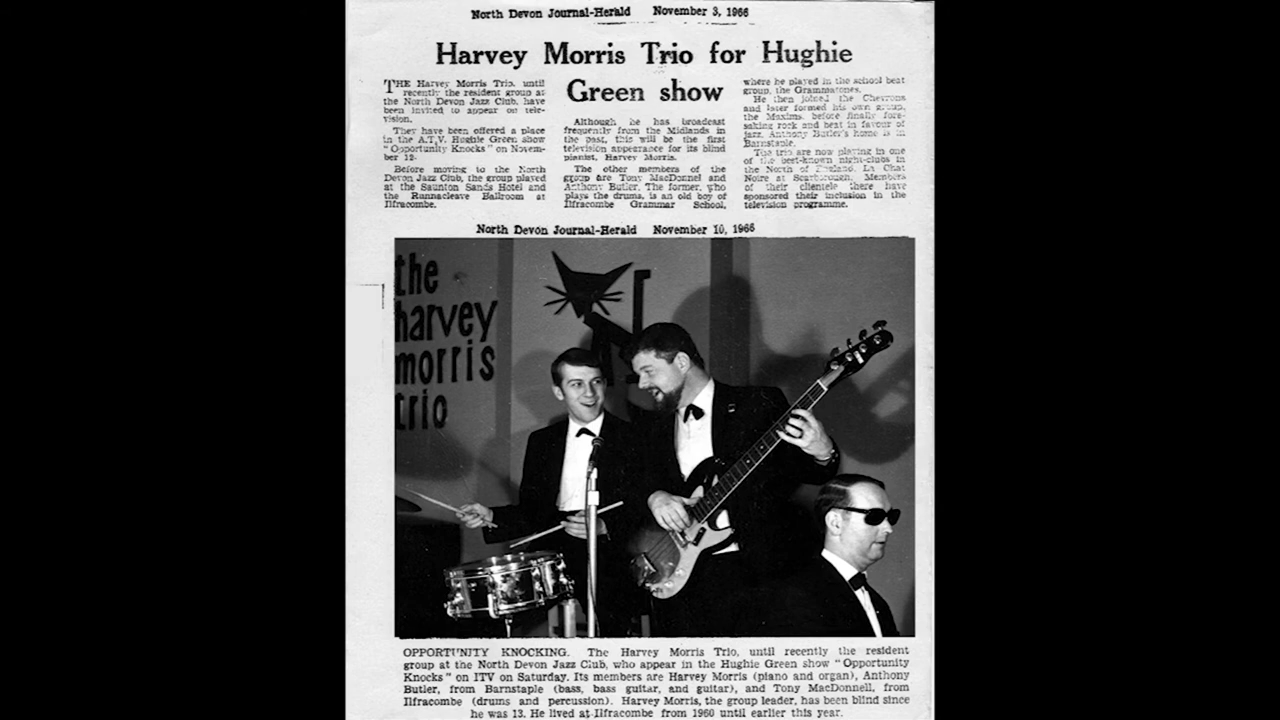 North Devon Journal-Herald November 3, 1966
Harvey Morris Trio for Hughie
Green show
THE Harvey Morris Trio, until
recently the resident group at
the North Devon Jazz Club, have
been invited to appear on tele-
vision.
They have been offered a place
in the A.T.V. Hughie Green show
"Opportunity Knocks" on Novem-
ber 12.
Before moving to the North
Devon Jazz Club, the group played
at the Saunton Sands Hotel and
the Runnacleave Ballroom at
Ilfracombe.
Although he has broadcast
frequently from the Midlands in
the past, this will be the first
television appearance for its blind
pianist, Harvey Morris.
The other members of the
group are Tony MacDonnel and
Anthony Butler. The former, who
plays the drums, is an old boy of
Ilfracombe Grammar School,
where he played in the school beat
group, the Grammatones.
He then joined the Chevrons
and later formed his own group,
the Maxims, before finally fore-
saking rock and beat in favour of
jazz. Anthony Butler's home is in
Barnstaple.
The trio are now playing in one
of the best-known night-clubs in
the North of England, La Chat
Noire at Scarborough. Members
of their clientele there have
sponsored their inclusion in the
television programme.
North Devon Journal-Herald November 10, 1966
the
harvey
morris
trio
OPPORTUNITY KNOCKING. The Harvey Morris Trio, until recently the resident
group at the North Devon Jazz Club, who appear in the Hughie Green show "Opportunity
Knocks" on ITV on Saturday. Its members are Harvey Morris (piano and organ), Anthony
Butler, from Barnstaple (bass, bass guitar, and guitar), and Tony MacDonnell, from
Ilfracombe (drums and percussion). Harvey Morris, the group leader, has been blind since
he was 13. He lived at Ilfracombe from 1960 until earlier this year.